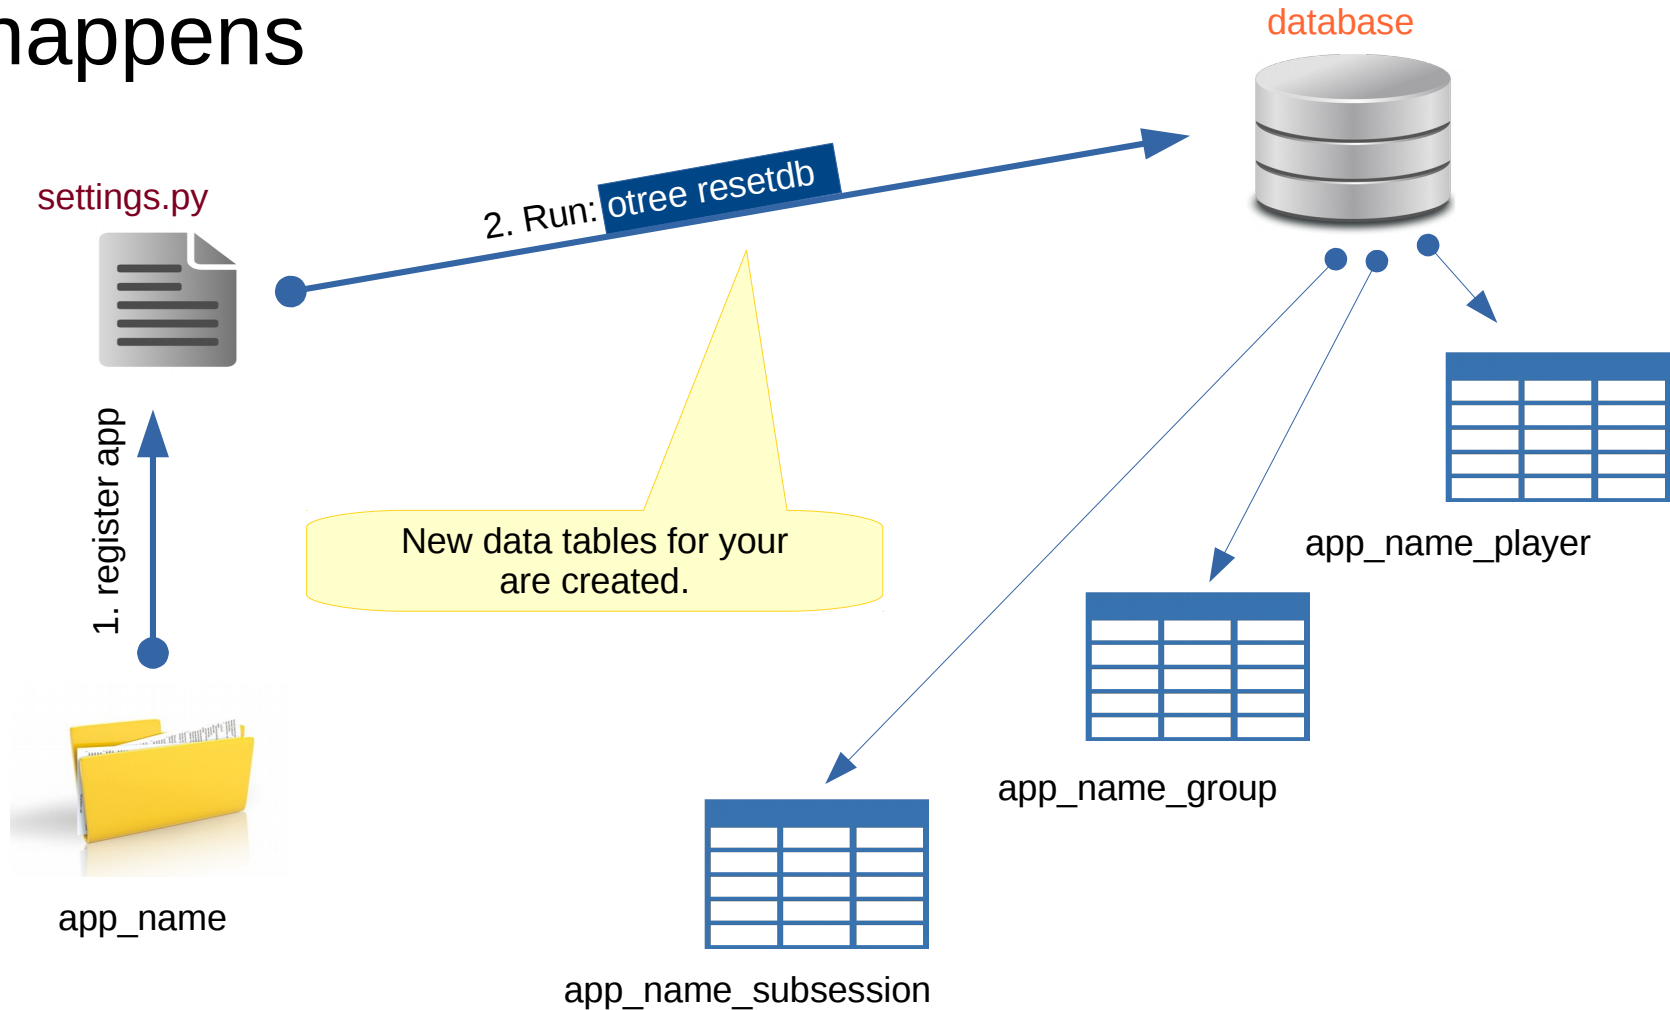 happens
database
settings.py
2. Run: otree resetdb
1. register app
New data tables for your
are created.
app_name_player
app_name_group
app_name
app_name_subsession